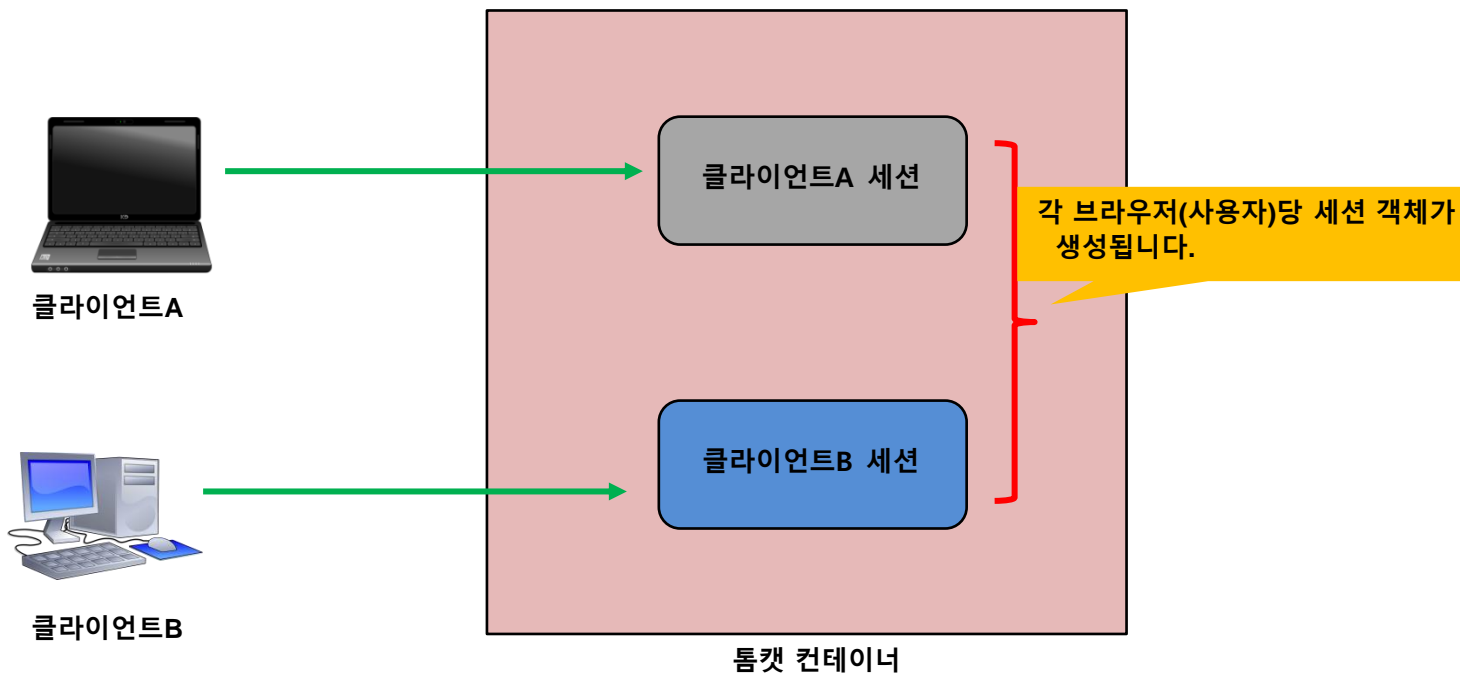 클라이언트A 세션
각 브라우저(사용자)당 세션 객체가
생성됩니다.
클라이언트A
클라이언트B 세션
클라이언트B
톰캣 컨테이너